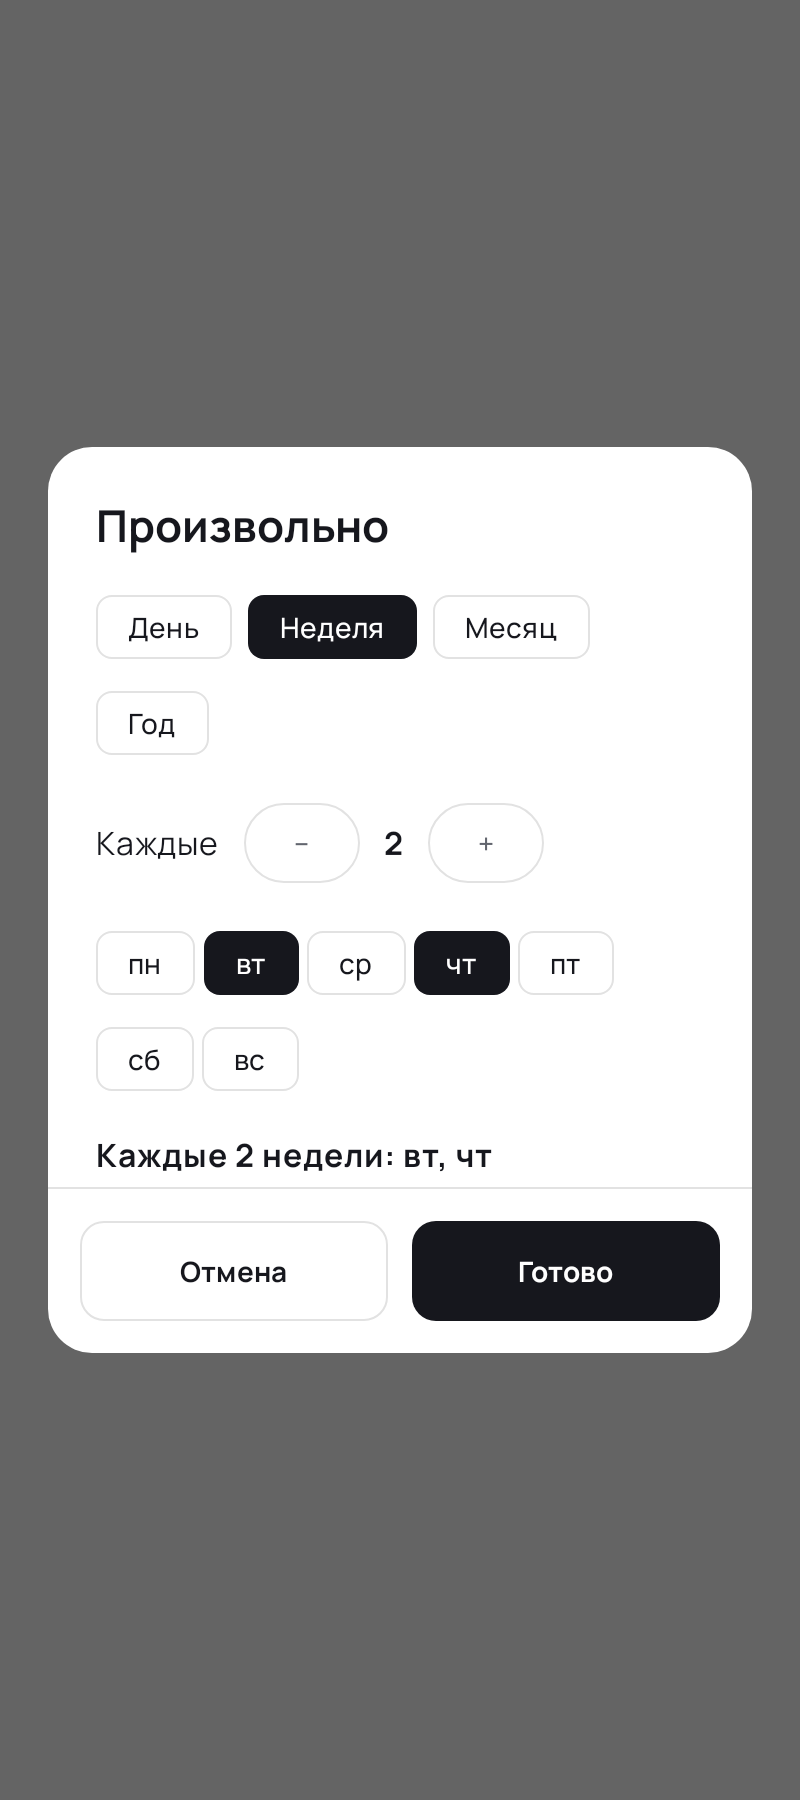 Произвольно
День Неделя Месяц
Год
Каждые – 2 +
пн вт ср чт пт
сб вс
Каждые 2 недели: вт, чт
Отмена Готово